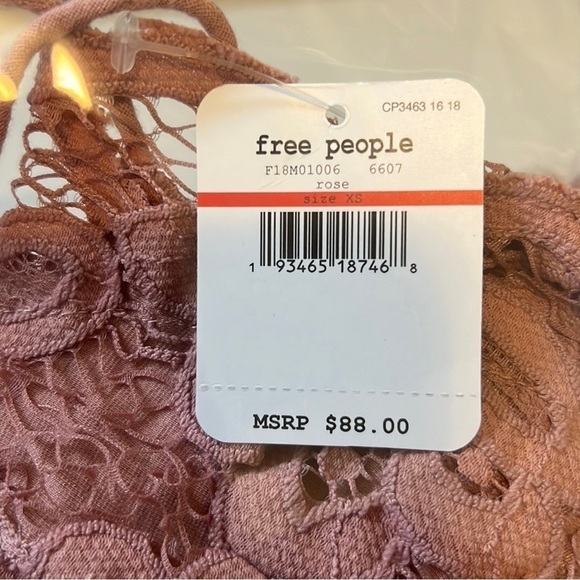 CP3463 16 18
free people
F18M01006 6607
rose
size XS
1 93465 18746 8
MSRP $88.00